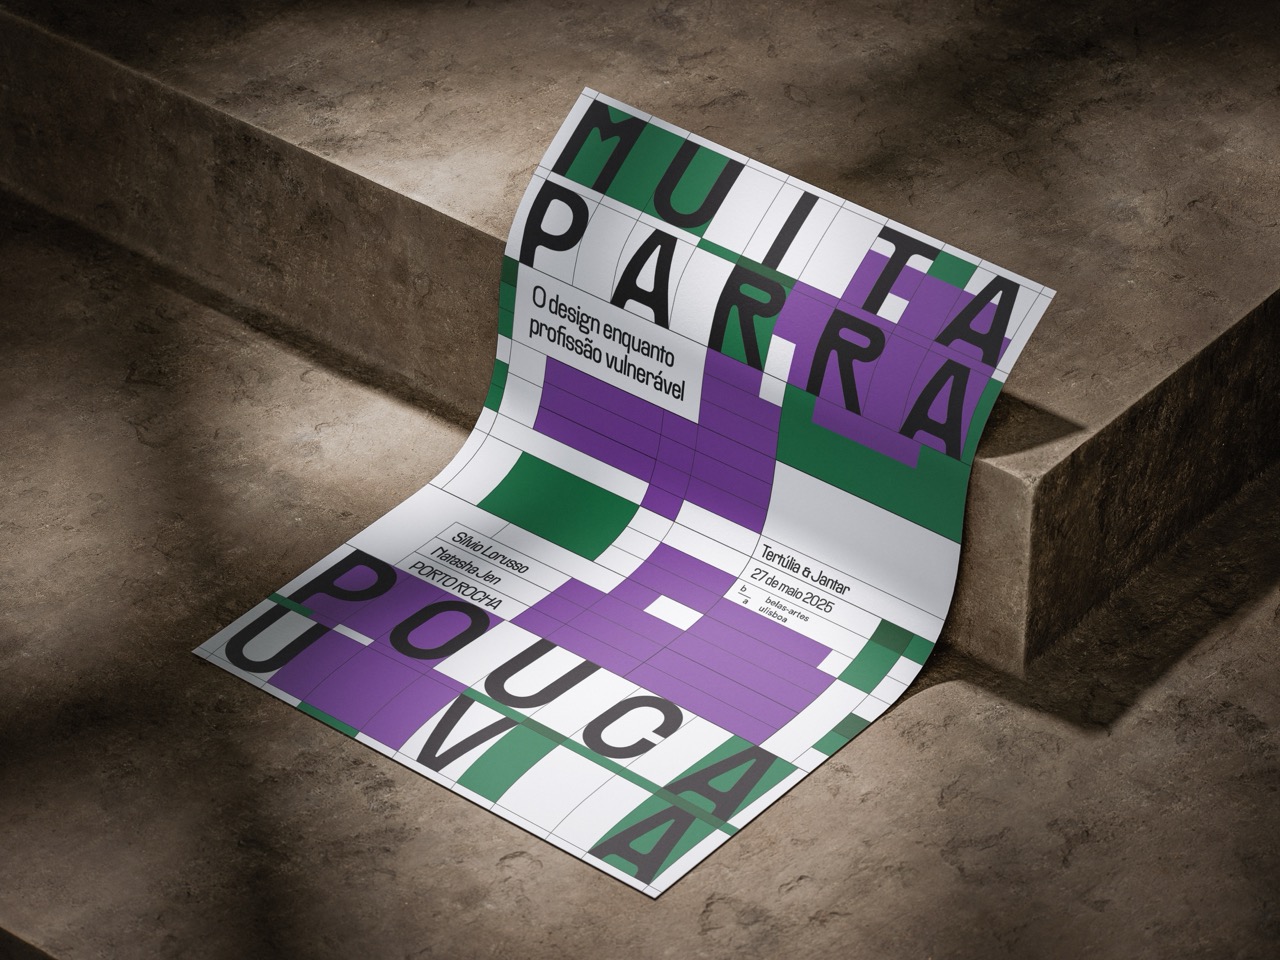 MUITA
PARRA
O design enquanto
profissão vulnerável
Sílvio Lorusso
Natasha Jen
PORTO ROCHA
Tertúlia & Jantar
27 de maio 2025
b
a
belas-artes
ulisboa
POUCA
UVA